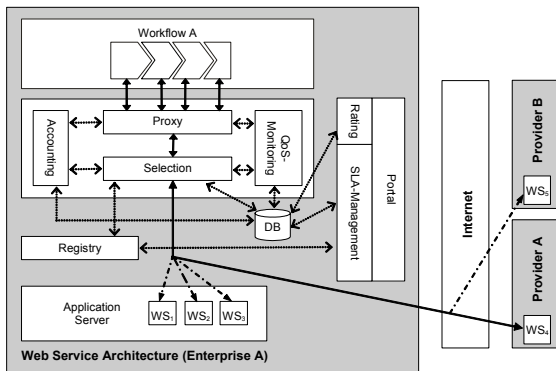 Workflow A
Accounting
Proxy
QoS-
Monitoring
Selection
Rating
SLA-Management
Portal
DB
Registry
Application
Server
WS₁
WS₂
WS₃
Web Service Architecture (Enterprise A)
Internet
Provider B
WS₅
Provider A
WS₄